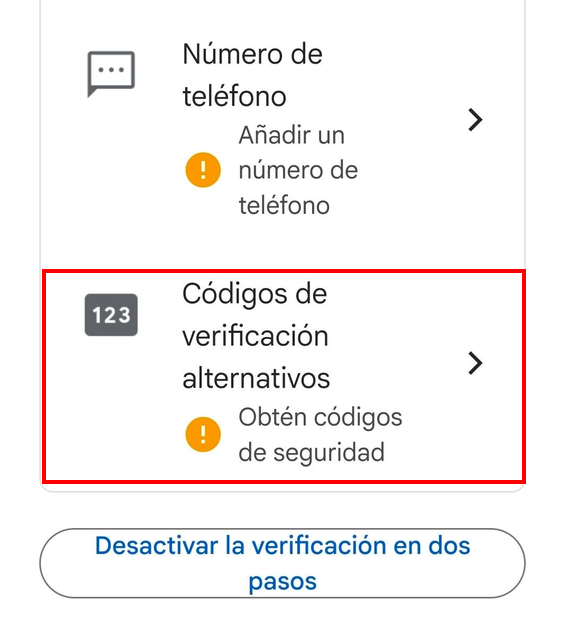 Número de
teléfono
Añadir un
número de
teléfono
123
Códigos de
verificación
alternativos
Obtén códigos
de seguridad
Desactivar la verificación en dos
pasos